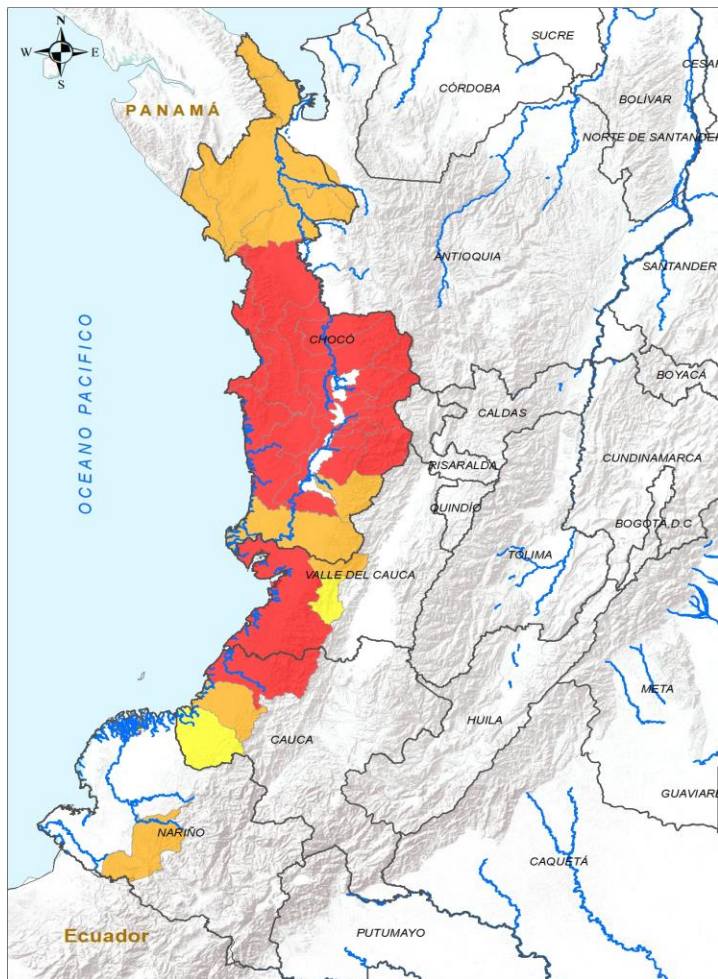 N
W E
S
SUCRE
CESAR
CÓRDOBA
BOLÍVAR
PANAMÁ
NORTE DE SANTANDER
ANTIOQUIA
SANTANDER
OCEANO PACIFICO
CHOCÓ
BOYACÁ
CALDAS
CUNDINAMARCA
RISARALDA
QUINDÍO
BOGOTÁ,D.C
TOLIMA
VALLE DEL CAUCA
META
HUILA
CAUCA
GUAVIARE
NARIÑO
CAQUETÁ
PUTUMAYO
Ecuador